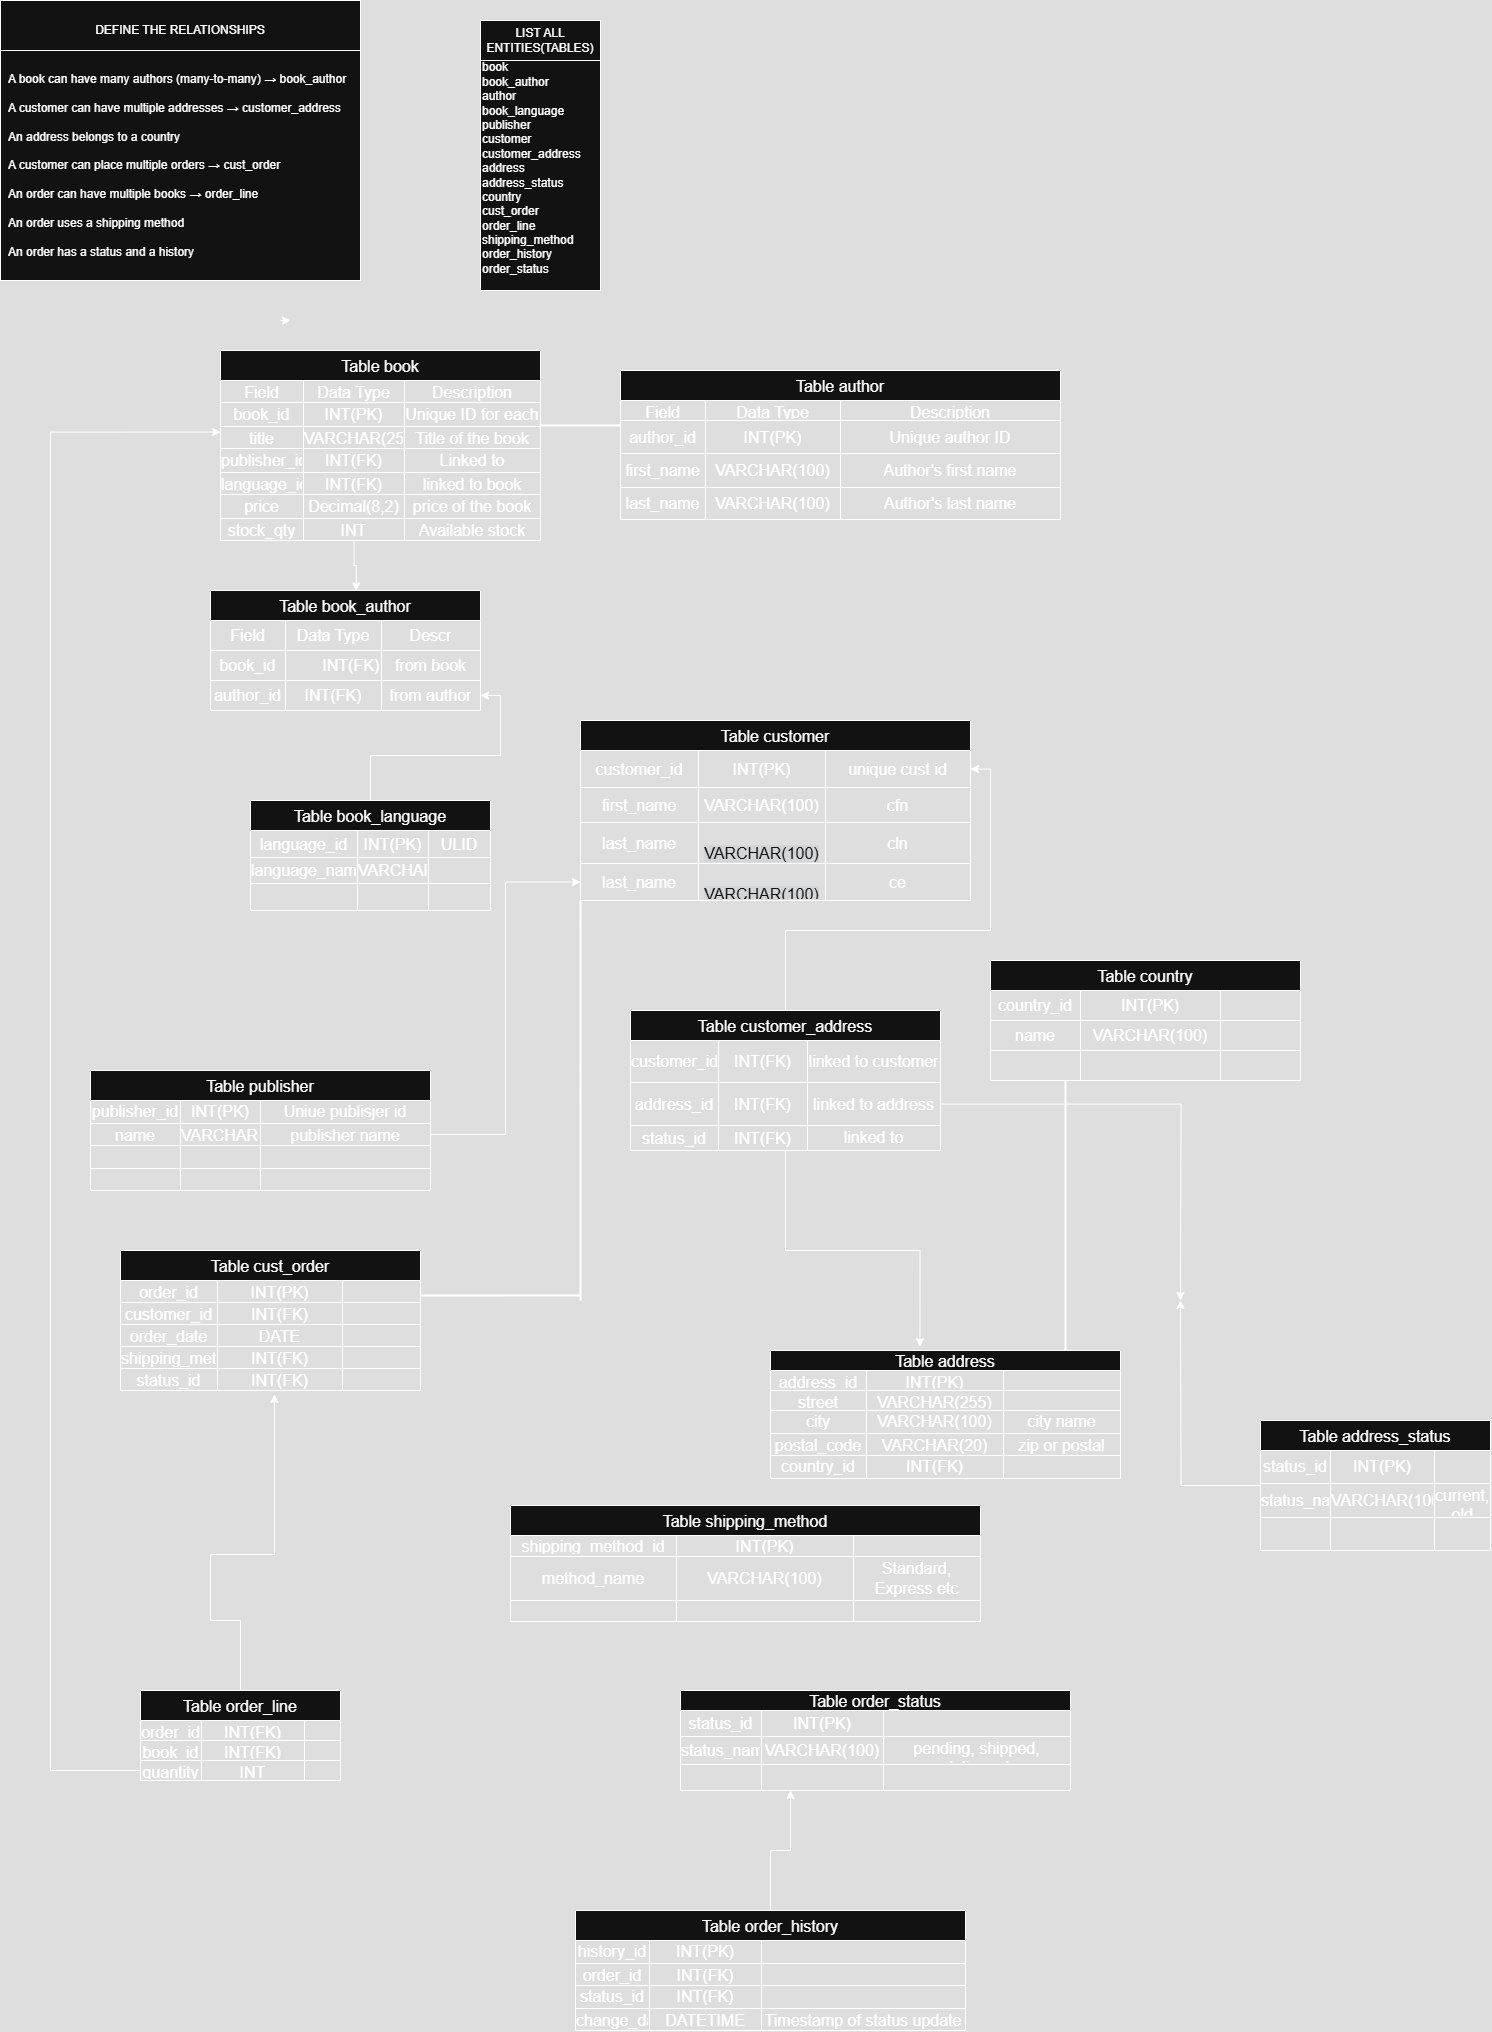 DEFINE THE RELATIONSHIPS
A book can have many authors (many-to-many) → book_author
A customer can have multiple addresses → customer_address
An address belongs to a country
A customer can place multiple orders → cust_order
An order can have multiple books → order_line
An order uses a shipping method
An order has a status and a history
LIST ALL
ENTITIES(TABLES)
book
book_author
author
book_language
publisher
customer
customer_address
address
address_status
country
cust_order
order_line
shipping_method
order_history
order_status
Table book
Field Data Type Description
book_id INT(PK) Unique ID for each
title VARCHAR(25 Title of the book
publisher_id INT(FK) Linked to
language_id INT(FK) linked to book
price Decimal(8,2) price of the book
stock_qty INT Available stock
Table author
Field Data Type Description
author_id INT(PK) Unique author ID
first_name VARCHAR(100) Author's first name
last_name VARCHAR(100) Author's last name
Table book_author
Field Data Type Descr
book_id INT(FK) from book
author_id INT(FK) from author
Table book_language
language_id INT(PK) ULID
language_nam VARCHAI
Table customer
customer_id INT(PK) unique cust id
first_name VARCHAR(100) cfn
last_name VARCHAR(100) cln
last_name VARCHAR(100) ce
Table country
country_id INT(PK)
name VARCHAR(100)
Table customer_address
customer_id INT(FK) linked to customer
address_id INT(FK) linked to address
status_id INT(FK) linked to
Table publisher
publisher_id INT(PK) Uniue publisjer id
name VARCHAR publisher name
Table cust_order
order_id INT(PK)
customer_id INT(FK)
order_date DATE
shipping_met INT(FK)
status_id INT(FK)
Table address
address_id INT(PK)
street VARCHAR(255)
city VARCHAR(100) city name
postal_code VARCHAR(20) zip or postal
country_id INT(FK)
Table address_status
status_id INT(PK)
status_na VARCHAR(10 current,
old
Table shipping_method
shipping_method_id INT(PK)
method_name VARCHAR(100) Standard,
Express etc
Table order_line
order_id INT(FK)
book_id INT(FK)
quantity INT
Table order_status
status_id INT(PK)
status_nam VARCHAR(100) pending, shipped,
Table order_history
history_id INT(PK)
order_id INT(FK)
status_id INT(FK)
change_d DATETIME Timestamp of status update